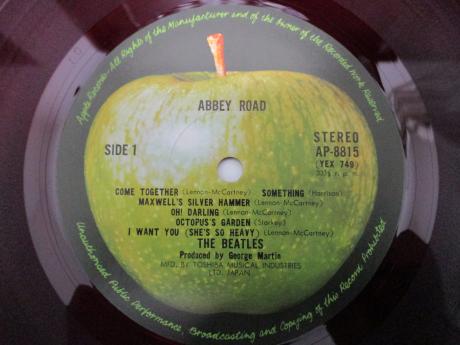 Apple Records - All Rights of the Manufacturer and of the Owner of the Recorded Work Reserved
ABBEY ROAD
SIDE 1
STEREO
AP-8815
(YEX 749)
33⅓ r. p. m.
COME TOGETHER (Lennon-McCartney) SOMETHING (Harrison)
MAXWELL'S SILVER HAMMER (Lennon-McCartney)
OH! DARLING (Lennon-McCartney)
OCTOPUS'S GARDEN (Starkey)
I WANT YOU (SHE'S SO HEAVY) (Lennon-McCartney)
THE BEATLES
Produced by George Martin
MFD. BY TOSHIBA MUSICAL INDUSTRIES
LTD. JAPAN
Unauthorised Public Performance, Broadcasting and Copying of this Record Prohibited